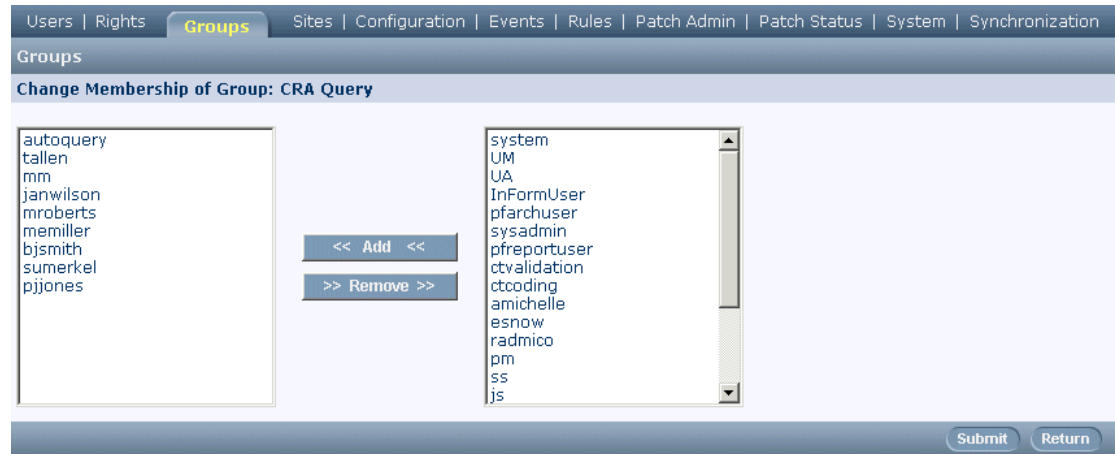 Users | Rights Groups Sites | Configuration | Events | Rules | Patch Admin | Patch Status | System | Synchronization
Groups
Change Membership of Group: CRA Query
autoquery
tallen
mm
janwilson
mroberts
memiller
bjsmith
sumerkel
pjjones
<< Add <<
>> Remove >>
system
UM
UA
InFormUser
pfarchuser
sysadmin
pfreportuser
ctvalidation
ctcoding
amichelle
esnow
radmico
pm
ss
js
Submit Return